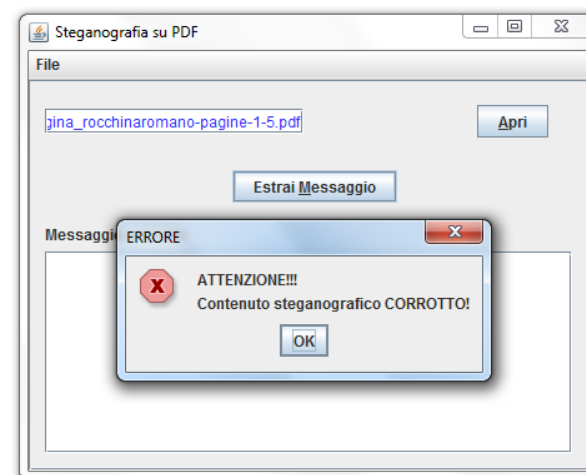 Steganografia su PDF
File
gina_rocchinaromano-pagine-1-5.pdf
Apri
Estrai Messaggio
Messaggi
ERRORE
ATTENZIONE!!!
Contenuto steganografico CORROTTO!
OK